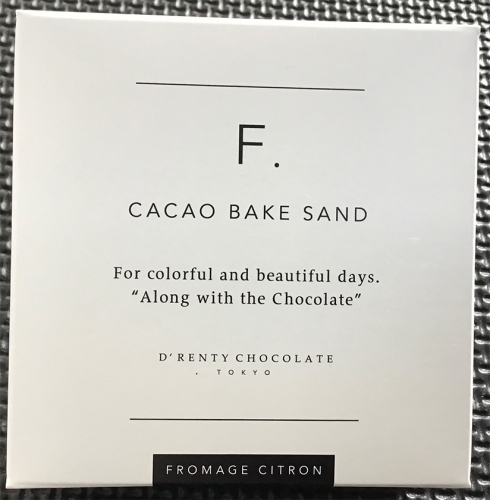 F.
CACAO BAKE SAND
For colorful and beautiful days.
“Along with the Chocolate”
D’RENTY CHOCOLATE
. TOKYO
FROMAGE CITRON